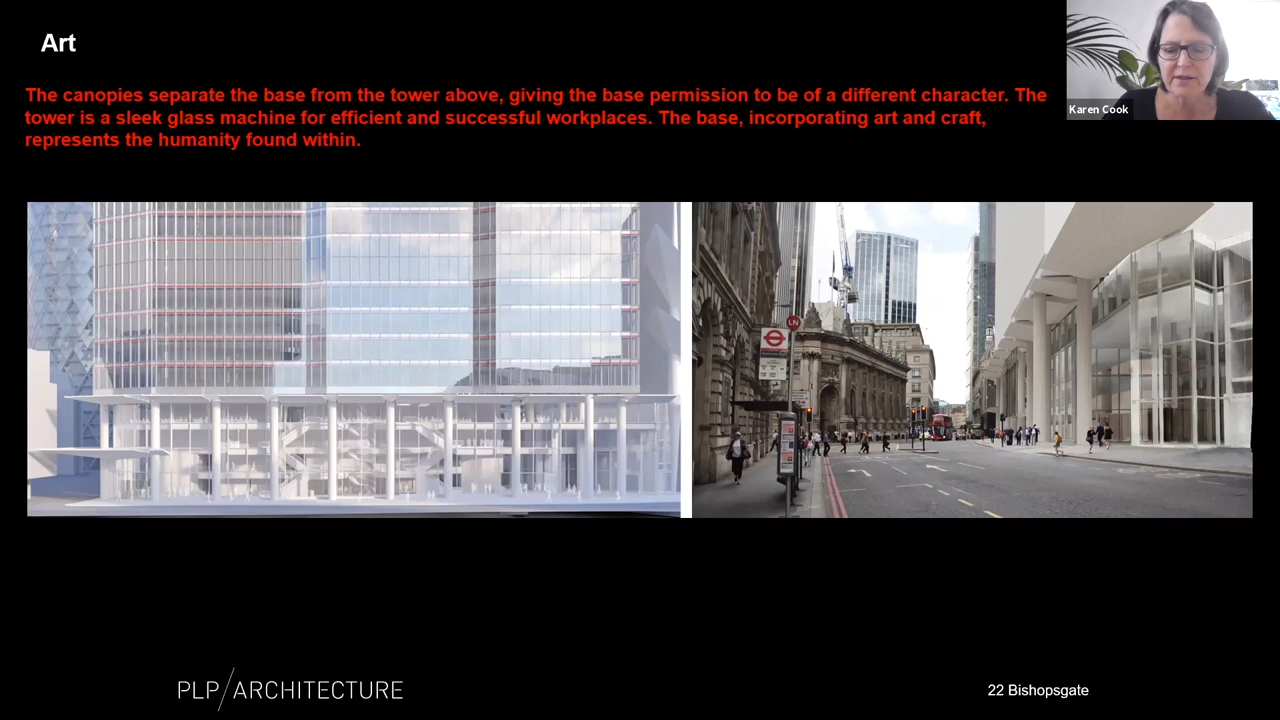 Art
The canopies separate the base from the tower above, giving the base permission to be of a different character. The
tower is a sleek glass machine for efficient and successful workplaces. The base, incorporating art and craft,
represents the humanity found within.
Karen Cook
LN
PLP/ARCHITECTURE
22 Bishopsgate